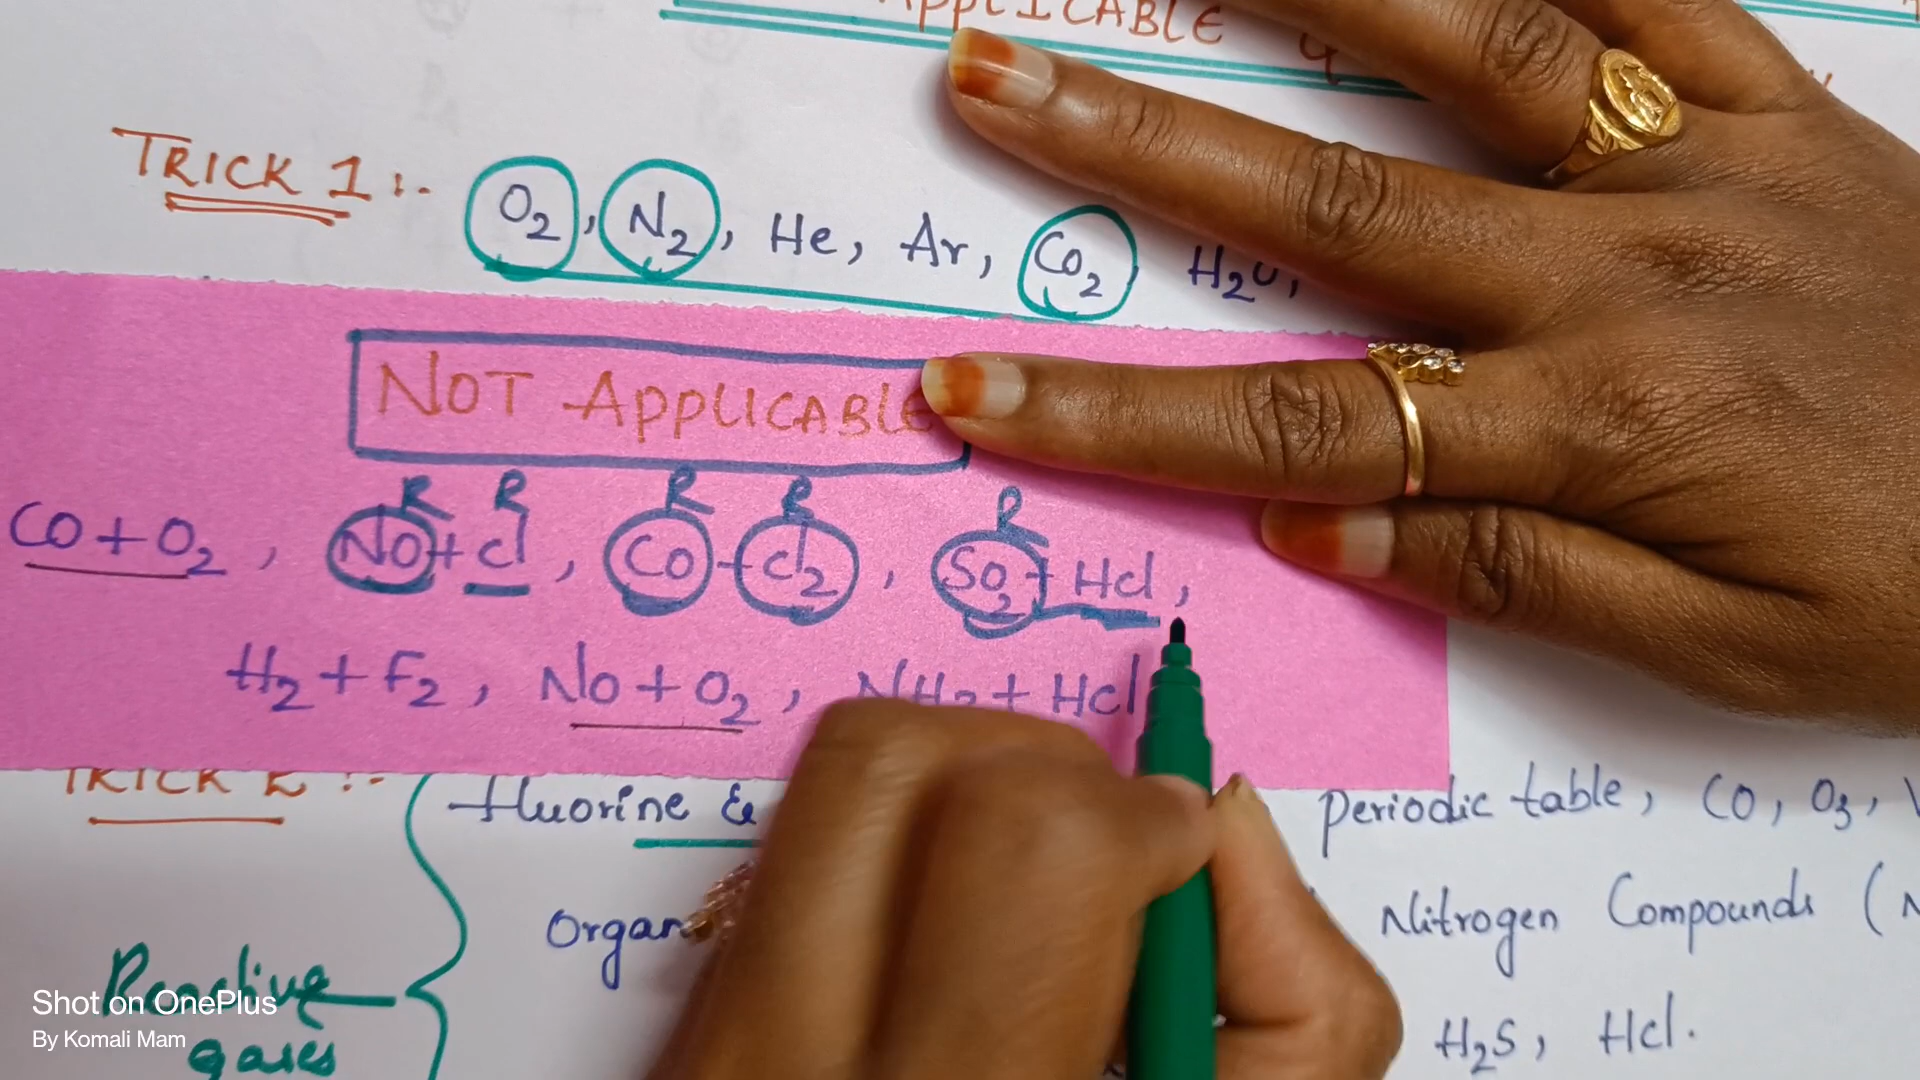 APPLICABLE
TRICK 1 :- O2, N2, He, Ar, Co2, H2O,
NOT APPLICABLE
R R R R R
Co + O2, No + cl, Co + cl2, So2 + Hcl,
H2 + F2, No + O2, NH3 + Hcl
TRICK 2 :- Fluorine & periodic table, Co, O3,
Nitrogen Compounds (
Reactive gases
H2S, Hcl.
Shot on OnePlus
By Komali Mam